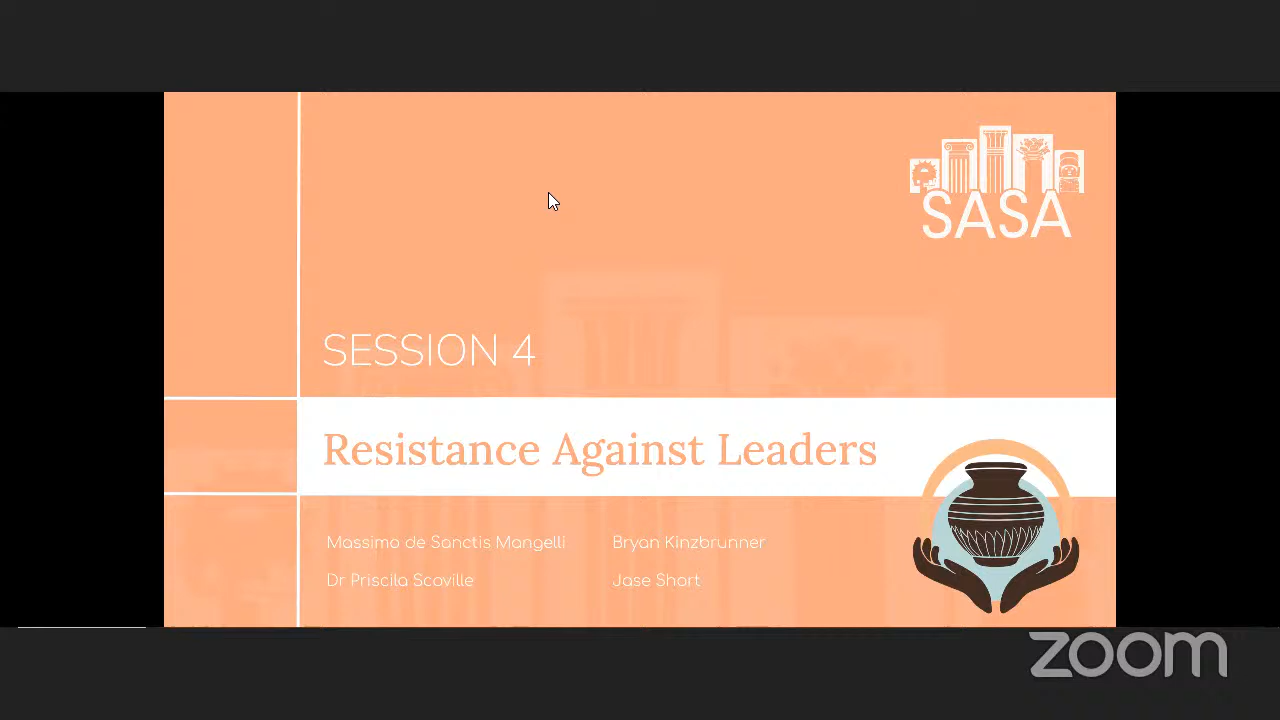 SASA
SESSION 4
Resistance Against Leaders
Massimo de Sanctis Mangelli
Bryan Kinzbrunner
Dr Priscila Scoville
Jase Short
zoom